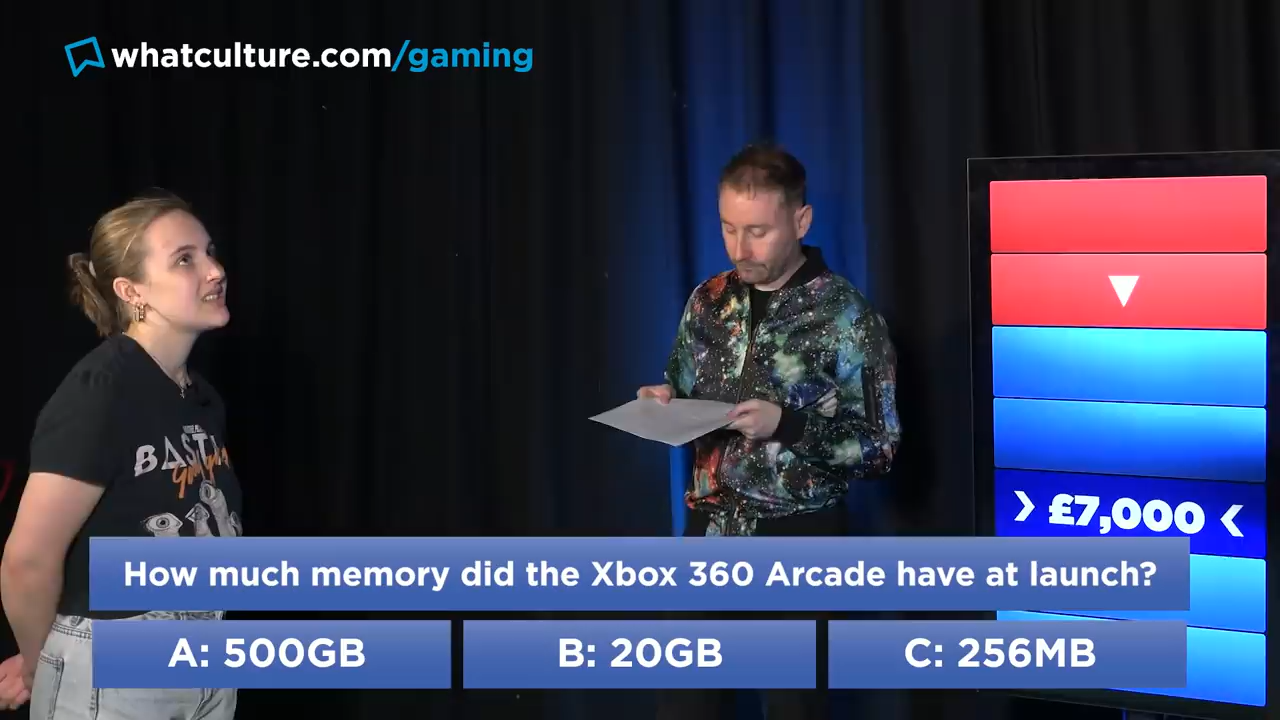 whatculture.com/gaming
BAST
£7,000
How much memory did the Xbox 360 Arcade have at launch?
A: 500GB
B: 20GB
C: 256MB